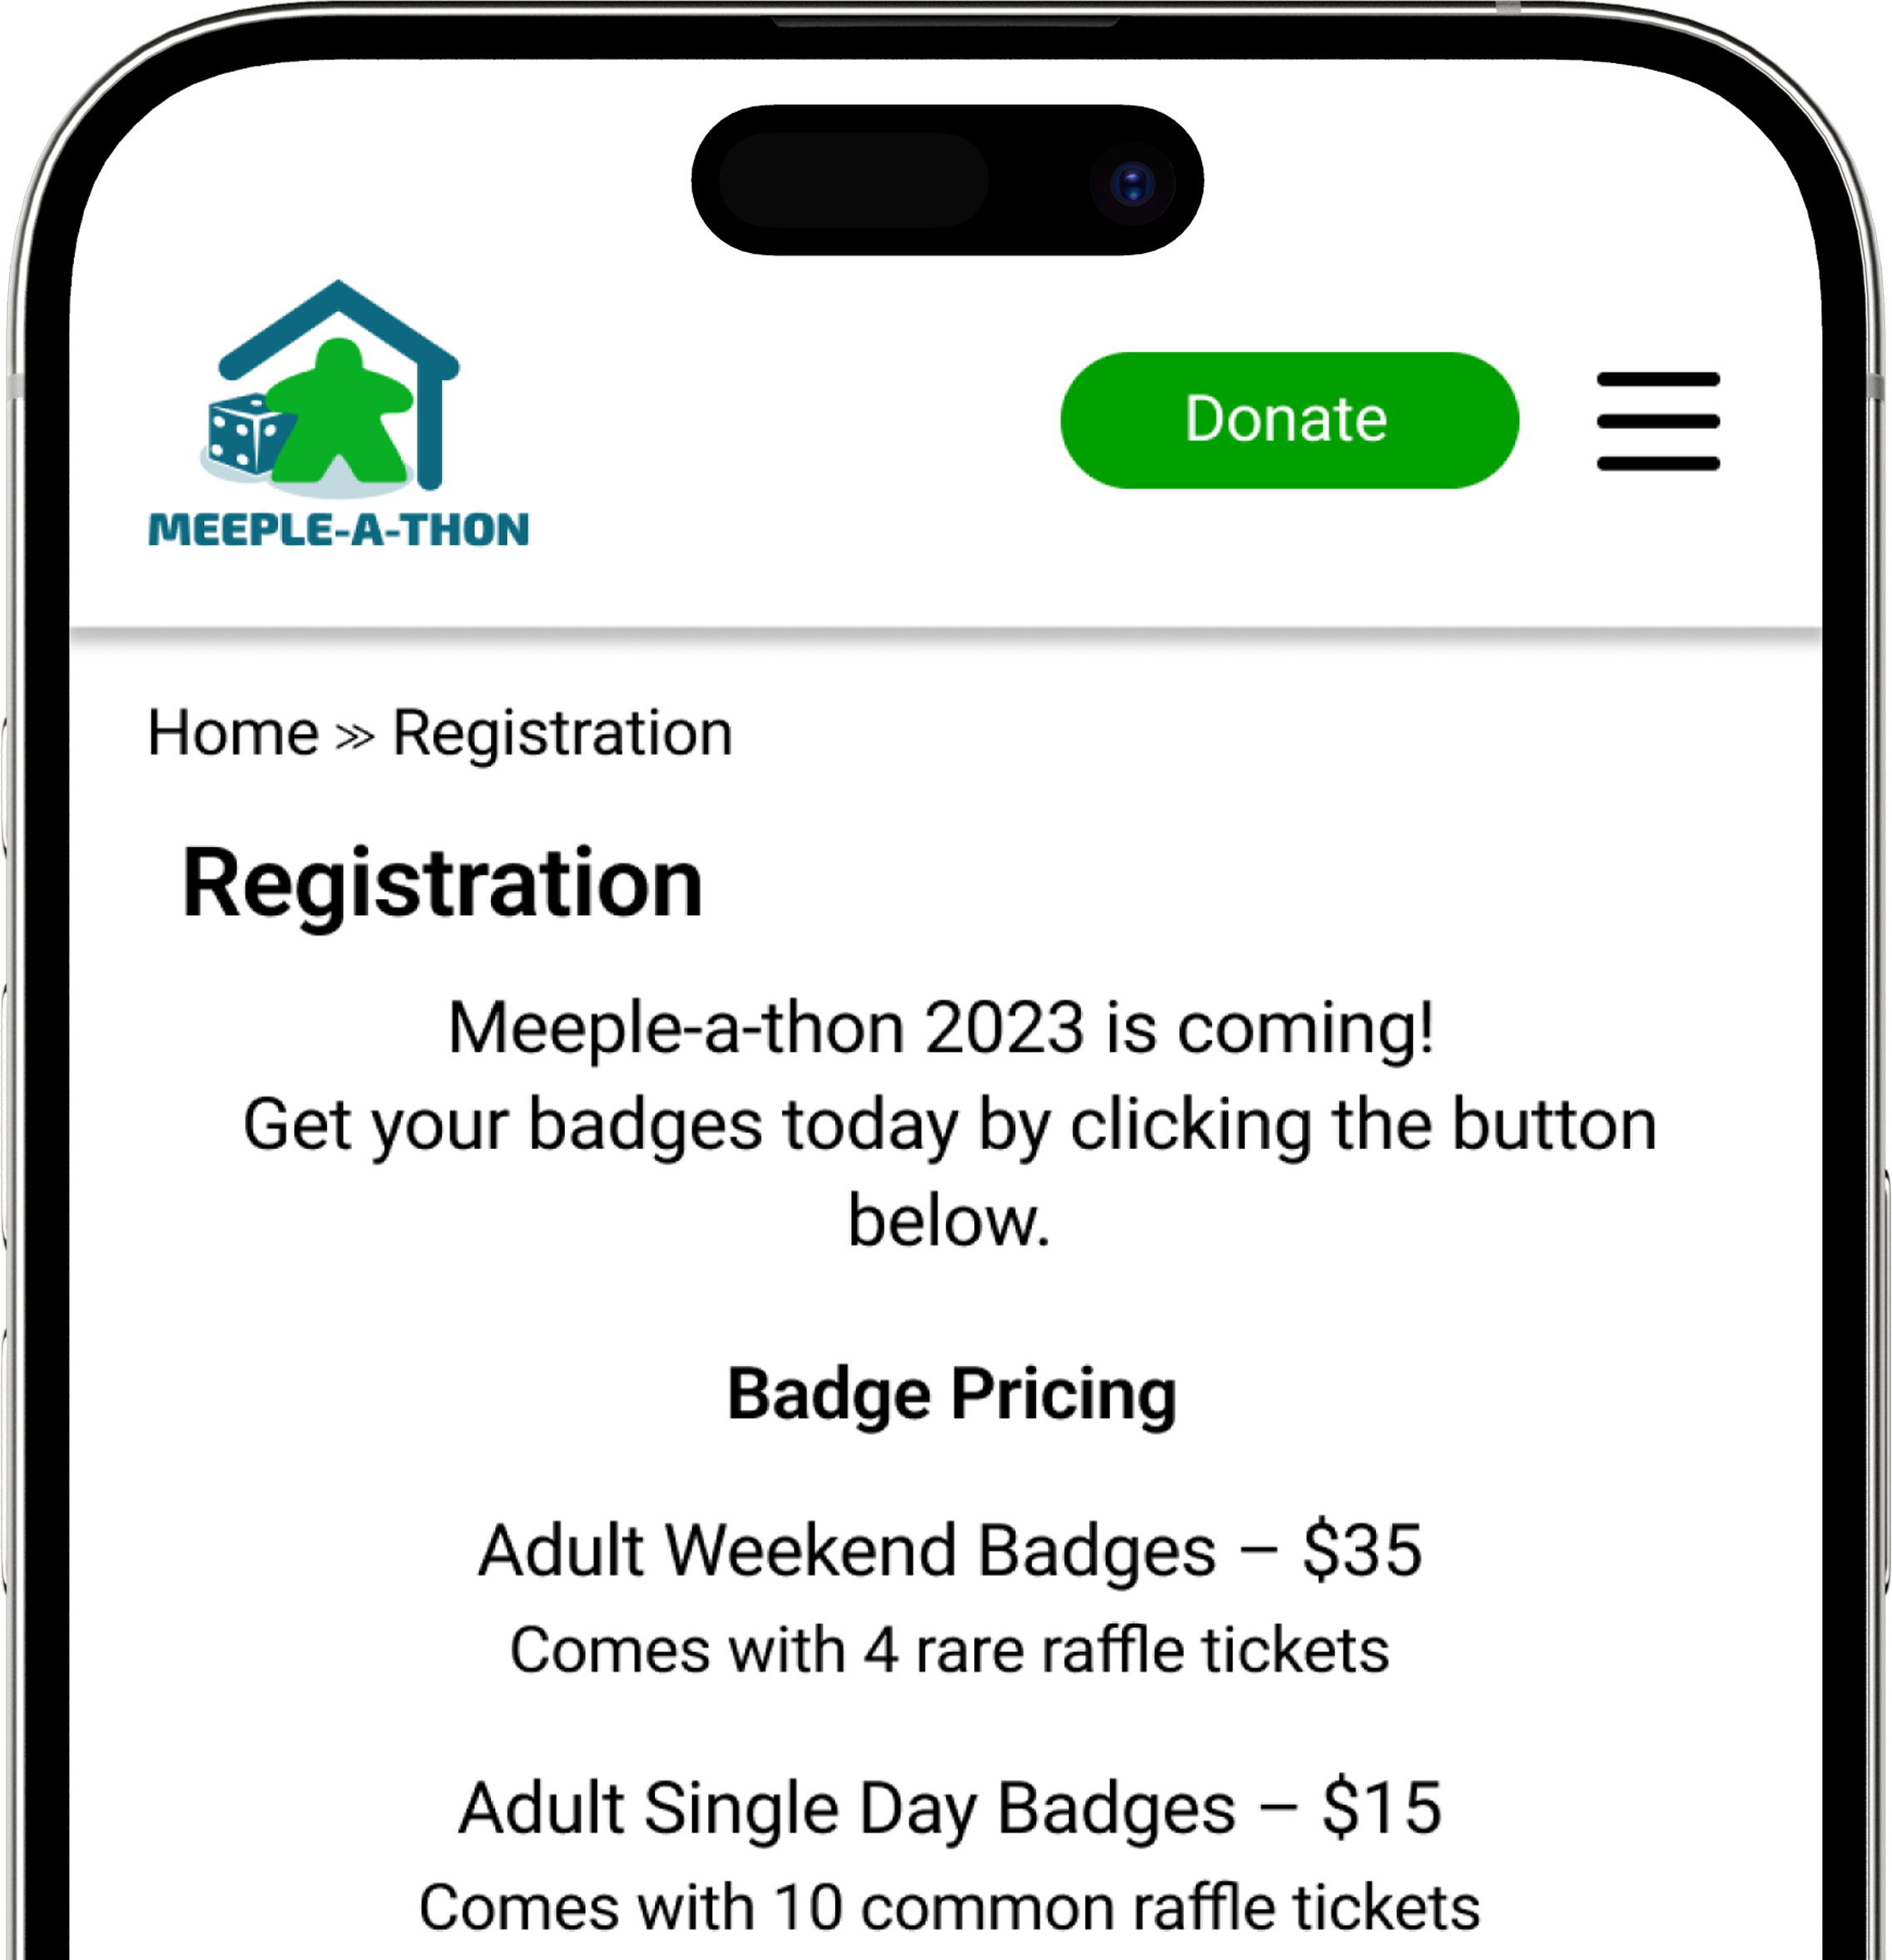 MEEPLE-A-THON
Donate
Home >> Registration
Registration
Meeple-a-thon 2023 is coming!
Get your badges today by clicking the button
below.
Badge Pricing
Adult Weekend Badges – $35
Comes with 4 rare raffle tickets
Adult Single Day Badges – $15
Comes with 10 common raffle tickets